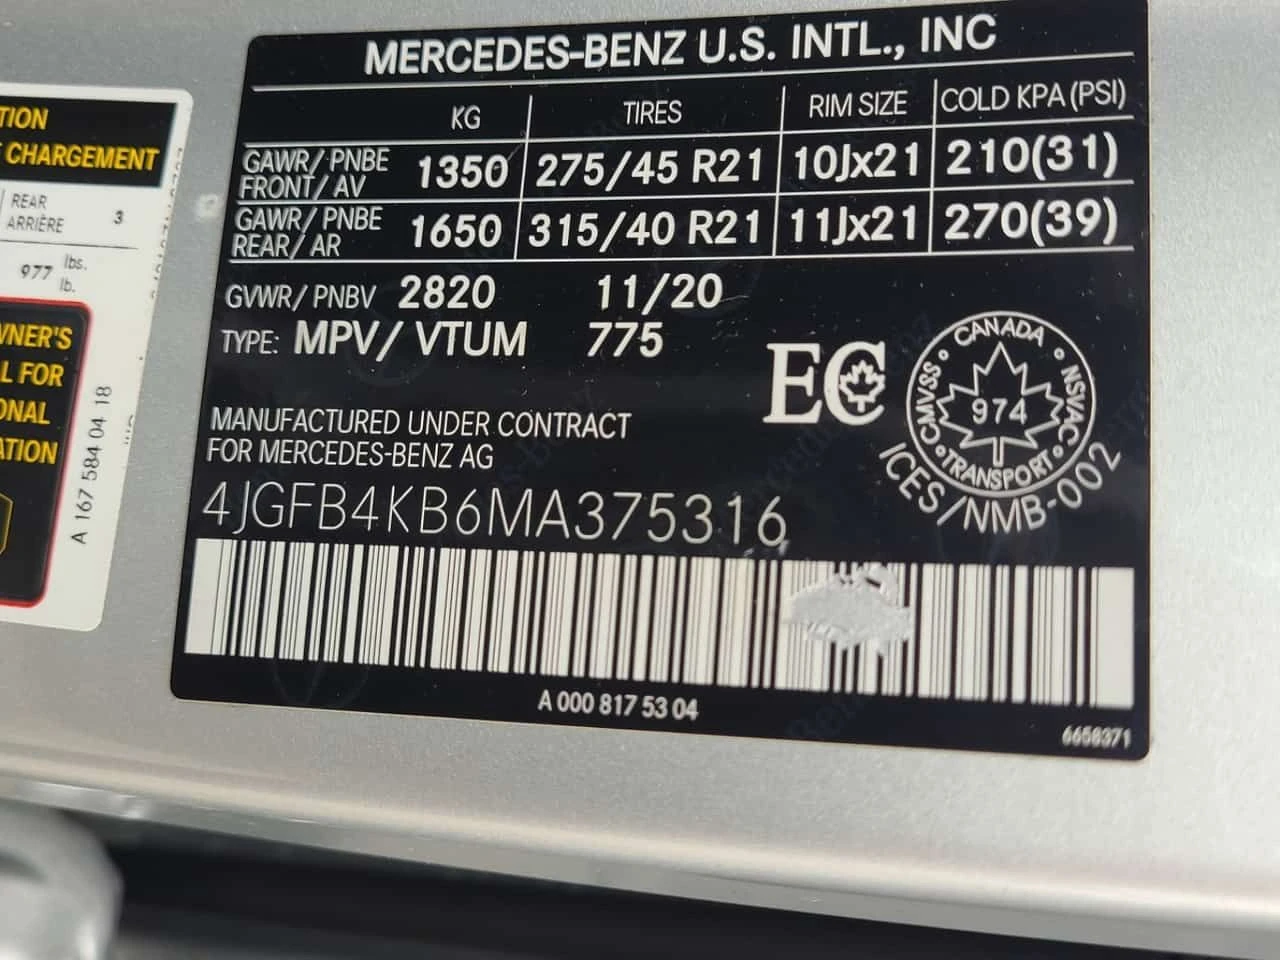 TION
CHARGEMENT
REAR
ARRIÈRE 3
977 lbs.
lb.
WNER'S
L FOR
ONAL
ATION
A 167 584 04 18
MERCEDES-BENZ U.S. INTL., INC
KG TIRES RIM SIZE COLD KPA (PSI)
GAWR/ PNBE
FRONT/ AV 1350 275/45 R21 10Jx21 210(31)
GAWR/ PNBE
REAR/ AR 1650 315/40 R21 11Jx21 270(39)
GVWR/ PNBV 2820 11/20
TYPE: MPV/ VTUM 775
EC
CANADA
CMVSS
974
NSVAC
TRANSPORT
ICES/NMB-002
MANUFACTURED UNDER CONTRACT
FOR MERCEDES-BENZ AG
4JGFB4KB6MA375316
A 000 817 53 04
6658371